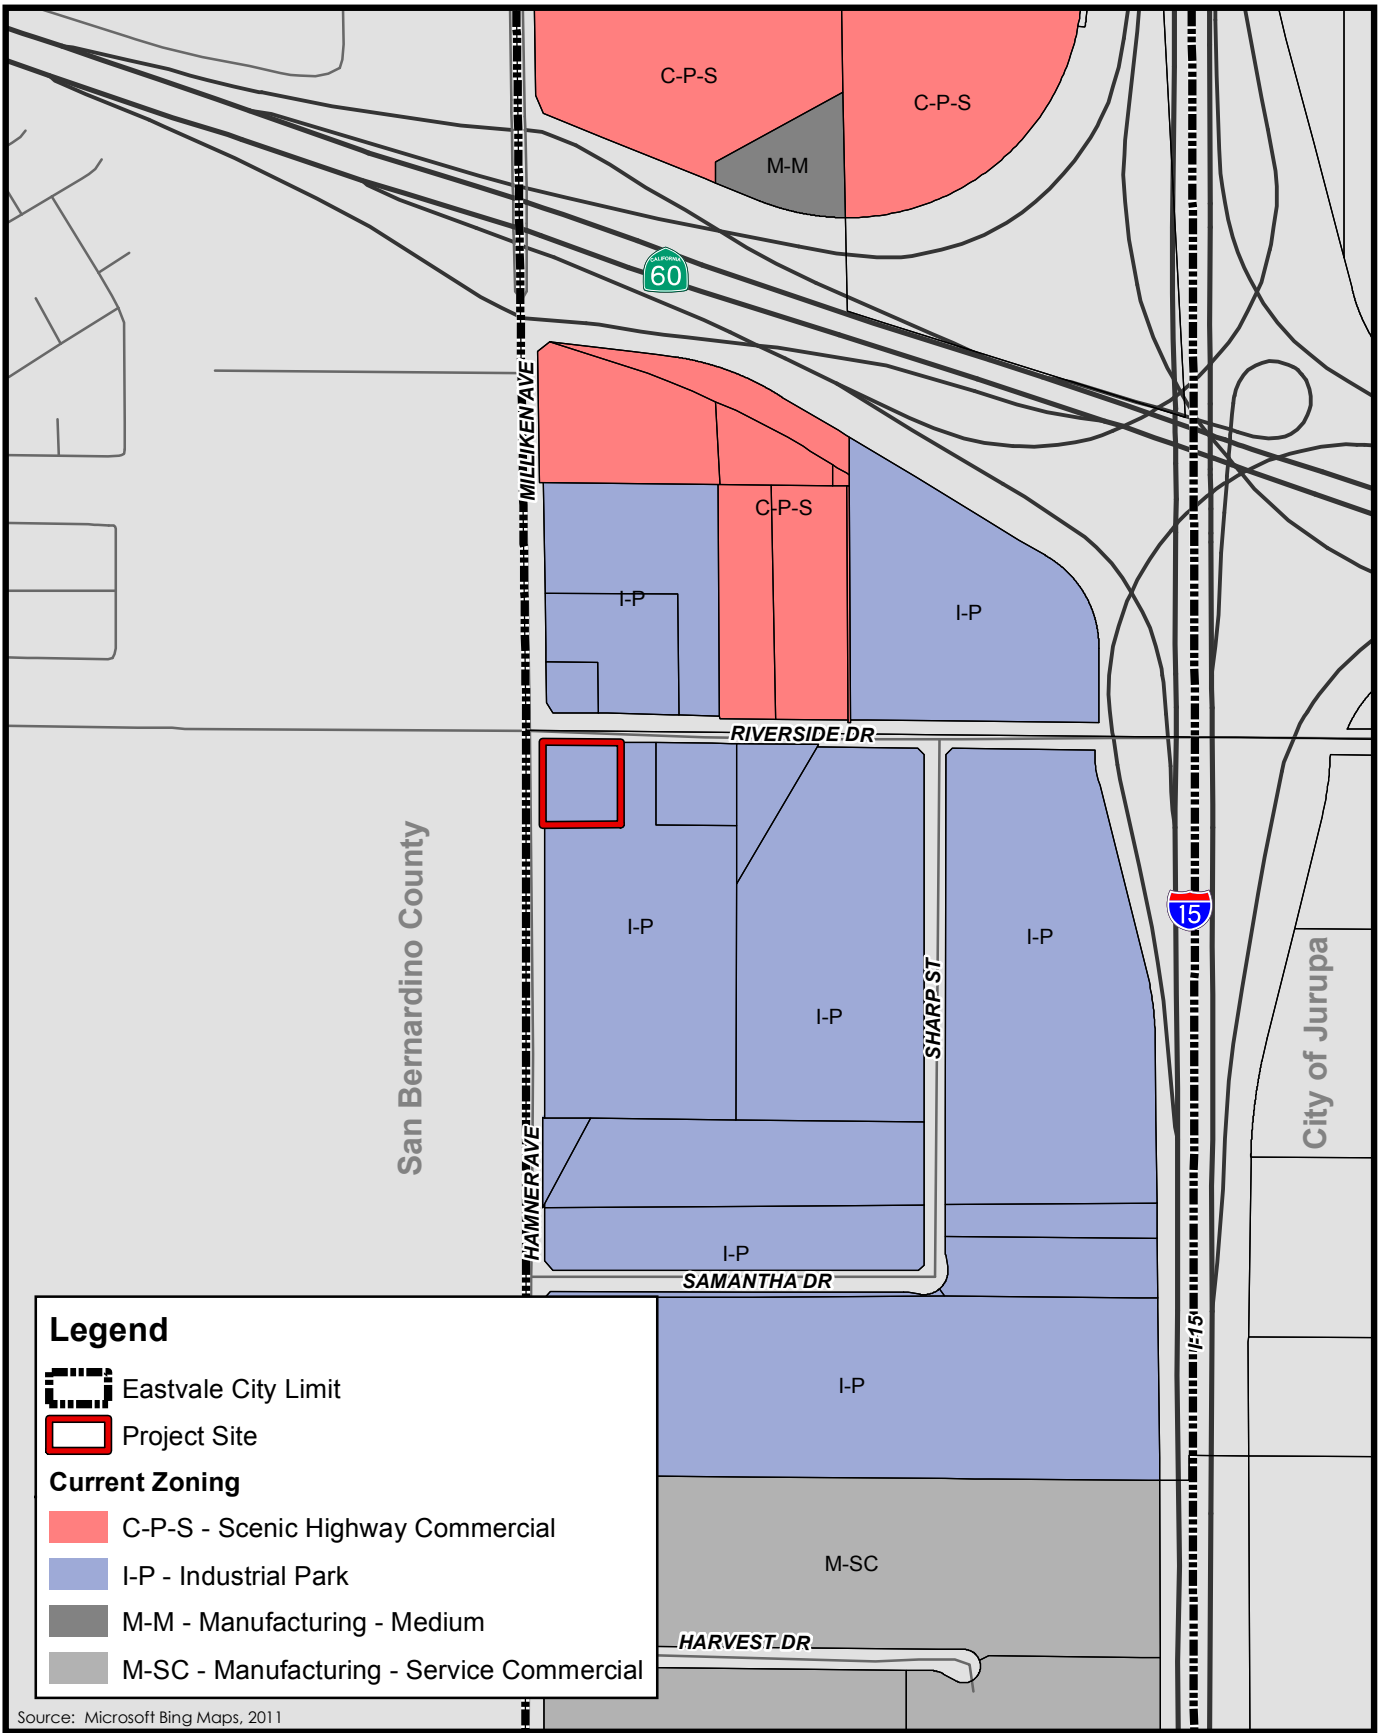 C-P-S
C-P-S
M-M
CALIFORNIA
60
MILLIKEN AVE
C-P-S
I-P
I-P
RIVERSIDE DR
San Bernardino County
I-P
I-P
I-P
SHARP ST
15
City of Jurupa
HAMNER AVE
I-P
SAMANTHA DR
I-15
I-P
M-SC
HARVEST DR
Legend
Eastvale City Limit
Project Site
Current Zoning
C-P-S - Scenic Highway Commercial
I-P - Industrial Park
M-M - Manufacturing - Medium
M-SC - Manufacturing - Service Commercial
Source: Microsoft Bing Maps, 2011